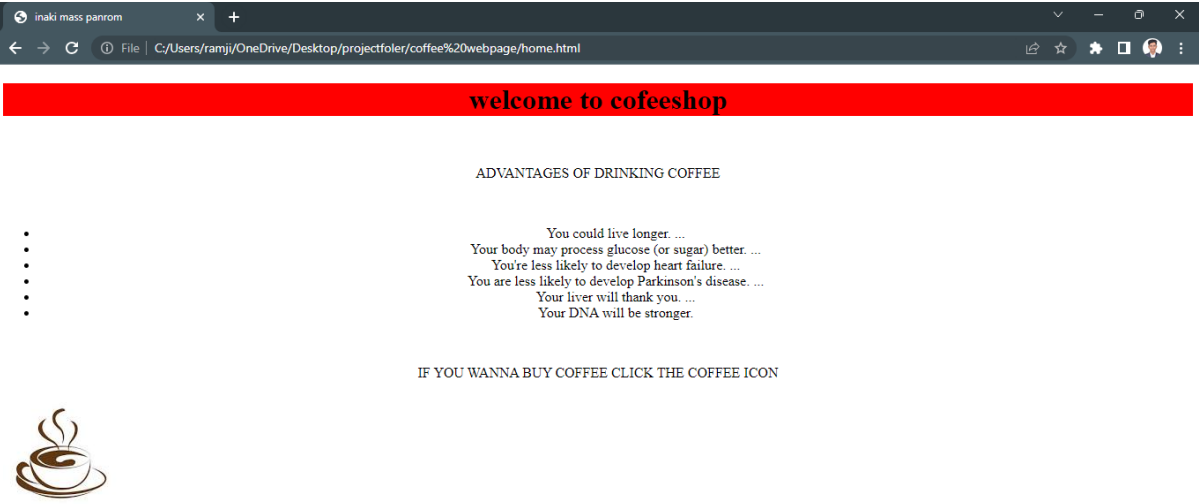 inaki mass panrom
File
C:/Users/ramji/OneDrive/Desktop/projectfoler/coffee%20webpage/home.html
welcome to cofeeshop
ADVANTAGES OF DRINKING COFFEE
You could live longer. ...
Your body may process glucose (or sugar) better. ...
You're less likely to develop heart failure. ...
You are less likely to develop Parkinson's disease. ...
Your liver will thank you. ...
Your DNA will be stronger.
IF YOU WANNA BUY COFFEE CLICK THE COFFEE ICON